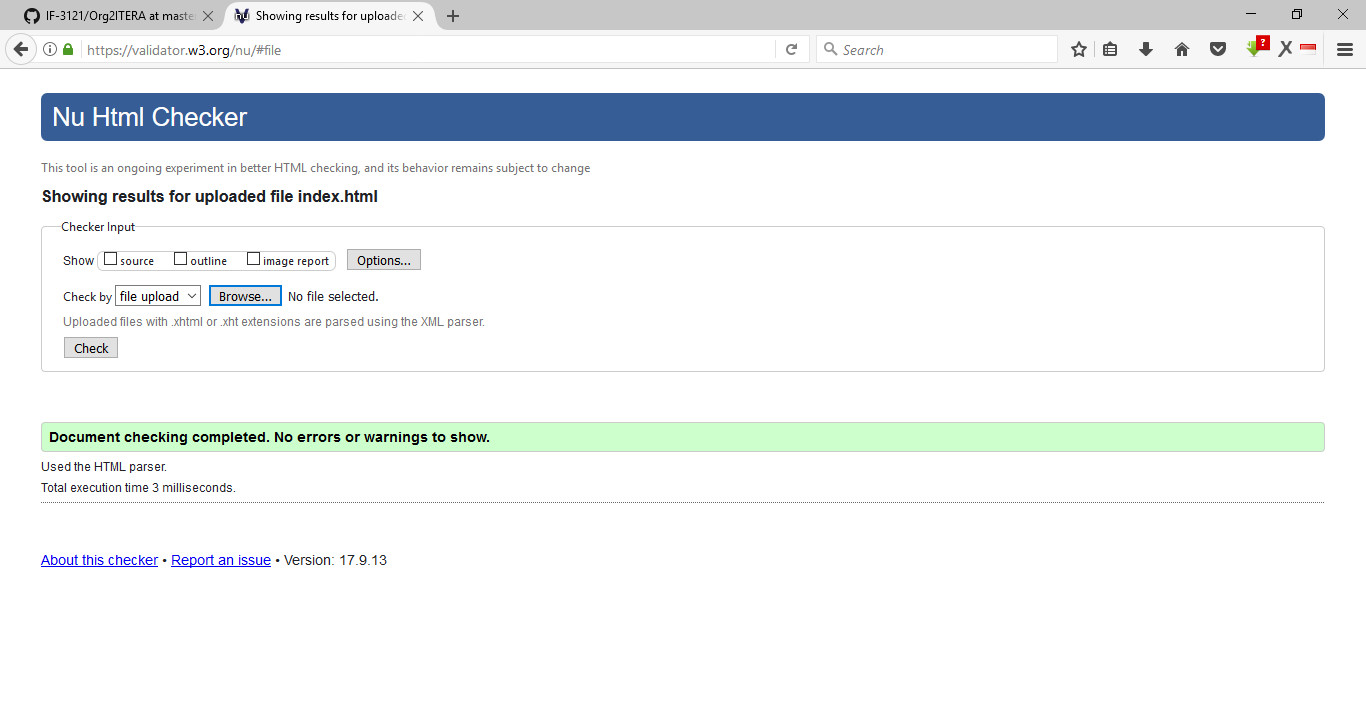 IF-3121/Org2ITERA at maste
Showing results for uploade
https://validator.w3.org/nu/#file
Search
?
Nu Html Checker
This tool is an ongoing experiment in better HTML checking, and its behavior remains subject to change
Showing results for uploaded file index.html
Checker Input
Show source outline image report Options...
Check by file upload Browse... No file selected.
Uploaded files with .xhtml or .xht extensions are parsed using the XML parser.
Check
Document checking completed. No errors or warnings to show.
Used the HTML parser.
Total execution time 3 milliseconds.
About this checker • Report an issue • Version: 17.9.13